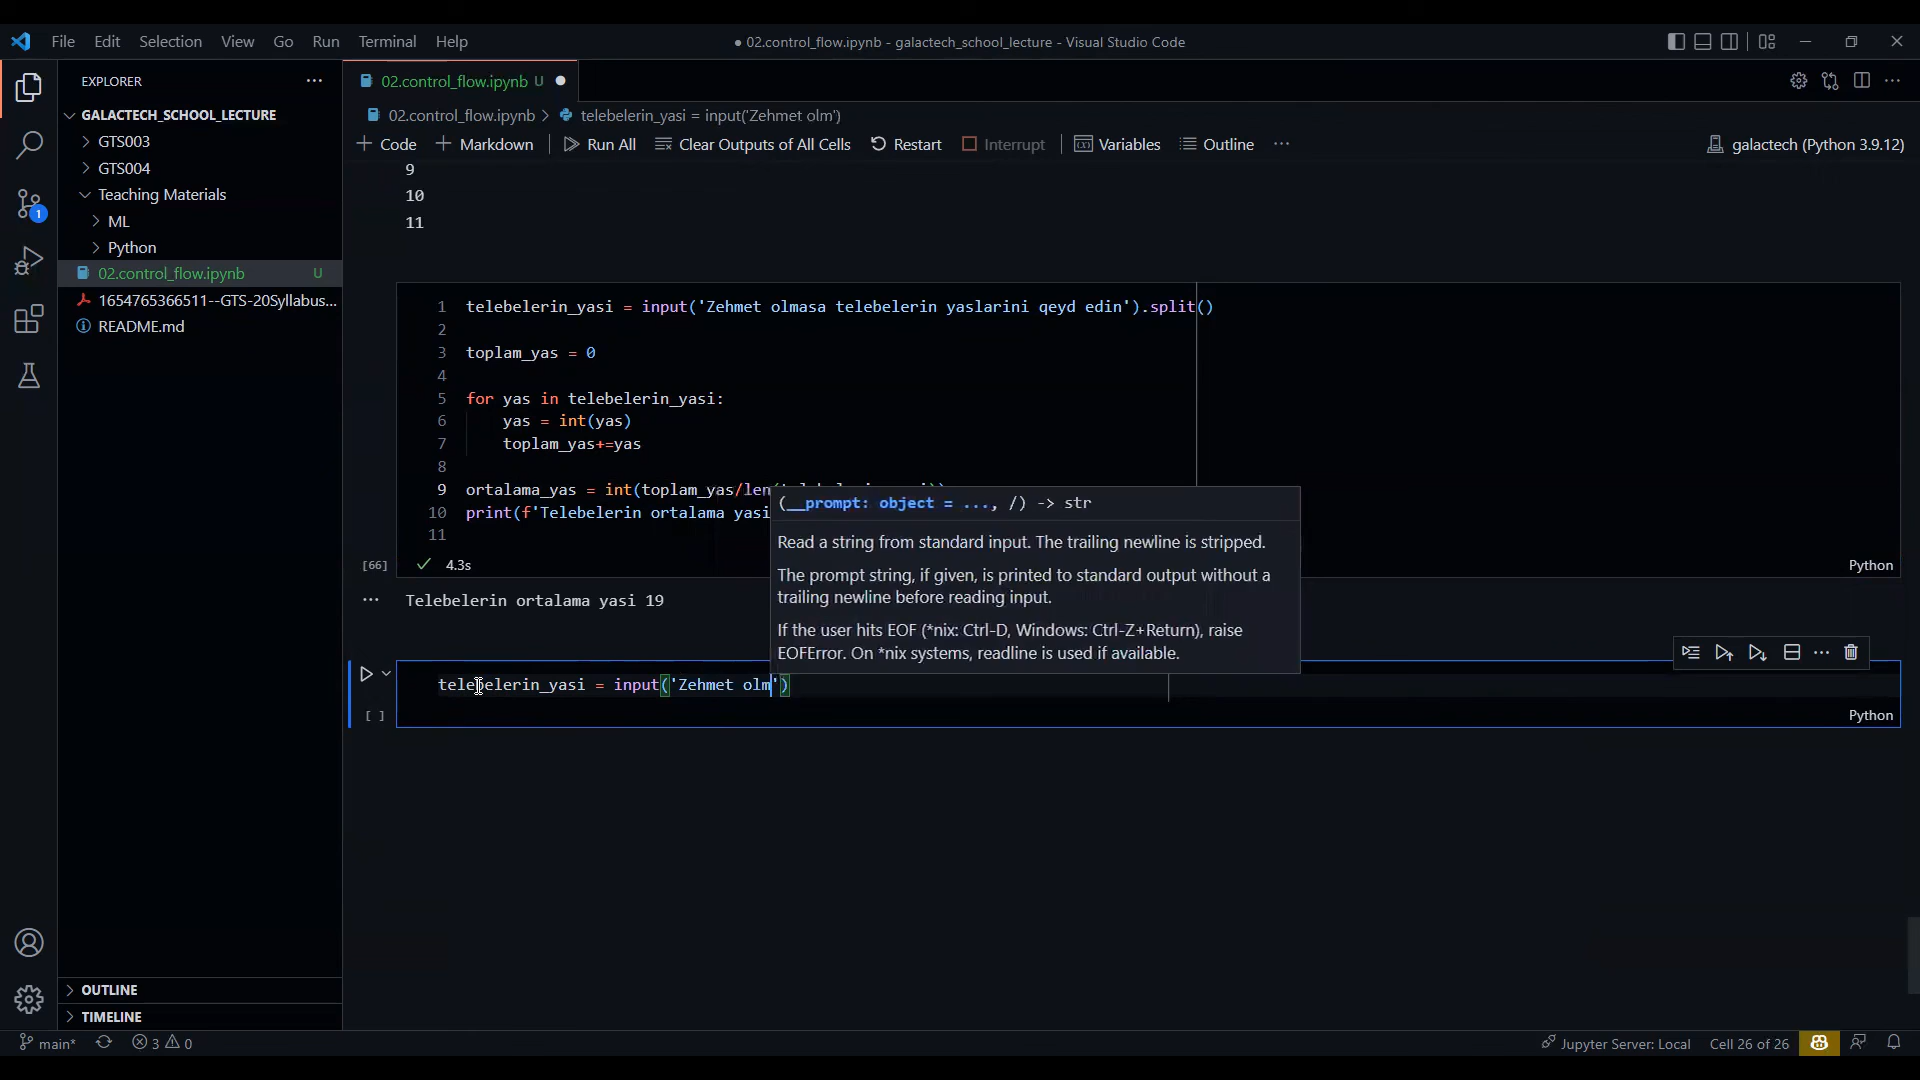 File Edit Selection View Go Run Terminal Help
● 02.control_flow.ipynb - galactech_school_lecture - Visual Studio Code
EXPLORER
02.control_flow.ipynb U
GALACTECH_SCHOOL_LECTURE
GTS003
GTS004
Teaching Materials
ML
Python
02.control_flow.ipynb U
1654765366511--GTS-20Syllabus...
README.md
1
02.control_flow.ipynb > telebelerin_yasi = input('Zehmet olm')
+ Code + Markdown Run All Clear Outputs of All Cells Restart Interrupt Variables Outline ... galactech (Python 3.9.12)
9
10
11
1 telebelerin_yasi = input('Zehmet olmasa telebelerin yaslarini qeyd edin').split()
2
3 toplam_yas = 0
4
5 for yas in telebelerin_yasi:
6 yas = int(yas)
7 toplam_yas+=yas
8
9 ortalama_yas = int(toplam_yas/len(
10 print(f'Telebelerin ortalama yasi
11
[66] 4.3s
Python
Telebelerin ortalama yasi 19
(__prompt: object = ..., /) -> str
Read a string from standard input. The trailing newline is stripped.
The prompt string, if given, is printed to standard output without a
trailing newline before reading input.
If the user hits EOF (*nix: Ctrl-D, Windows: Ctrl-Z+Return), raise
EOFError. On *nix systems, readline is used if available.
telebelerin_yasi = input('Zehmet olm')
[ ]
Python
OUTLINE
TIMELINE
main* 3 0
Jupyter Server: Local Cell 26 of 26